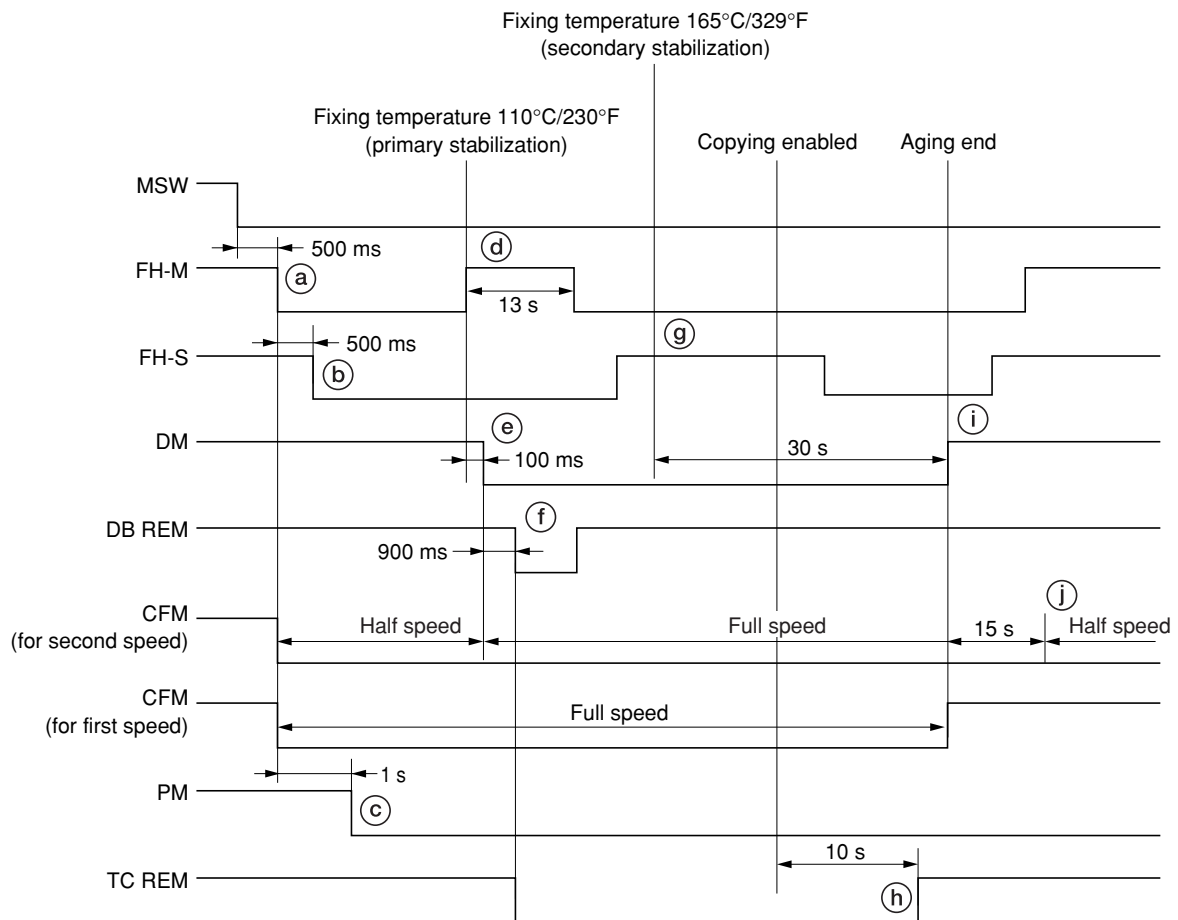 Fixing temperature 165°C/329°F
(secondary stabilization)
Fixing temperature 110°C/230°F
(primary stabilization)
Copying enabled
Aging end
MSW
500 ms
d
FH-M
a
13 s
g
500 ms
FH-S
b
e
i
DM
30 s
100 ms
f
DB REM
900 ms
j
CFM
(for second speed)
Half speed
Full speed
15 s
Half speed
CFM
(for first speed)
Full speed
1 s
PM
c
10 s
TC REM
h